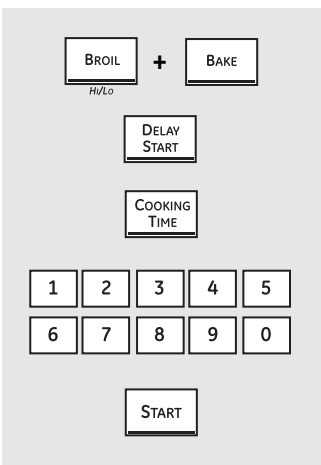 BROIL + BAKE
HI/LO
DELAY
START
COOKING
TIME
1 2 3 4 5
6 7 8 9 0
START